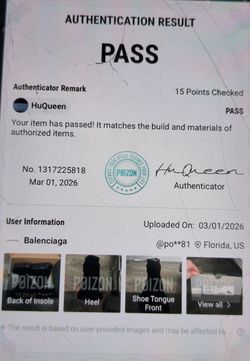 AUTHENTICATION RESULT
PASS
Authenticator Remark
15 Points Checked
HuQueen
PASS
Your item has passed! It matches the build and materials of
authorized items.
No. 1317225818
Mar 01, 2026
POIZON
HuQueen
Authenticator
User Information
Uploaded On: 03/01/2026
Balenciaga
@po**81 Florida, US
POIZON
POIZON
POIZON
Back of Insole
Heel
Shoe Tongue
Front
View all >
* The result is based on user-provided images and may be affected by...